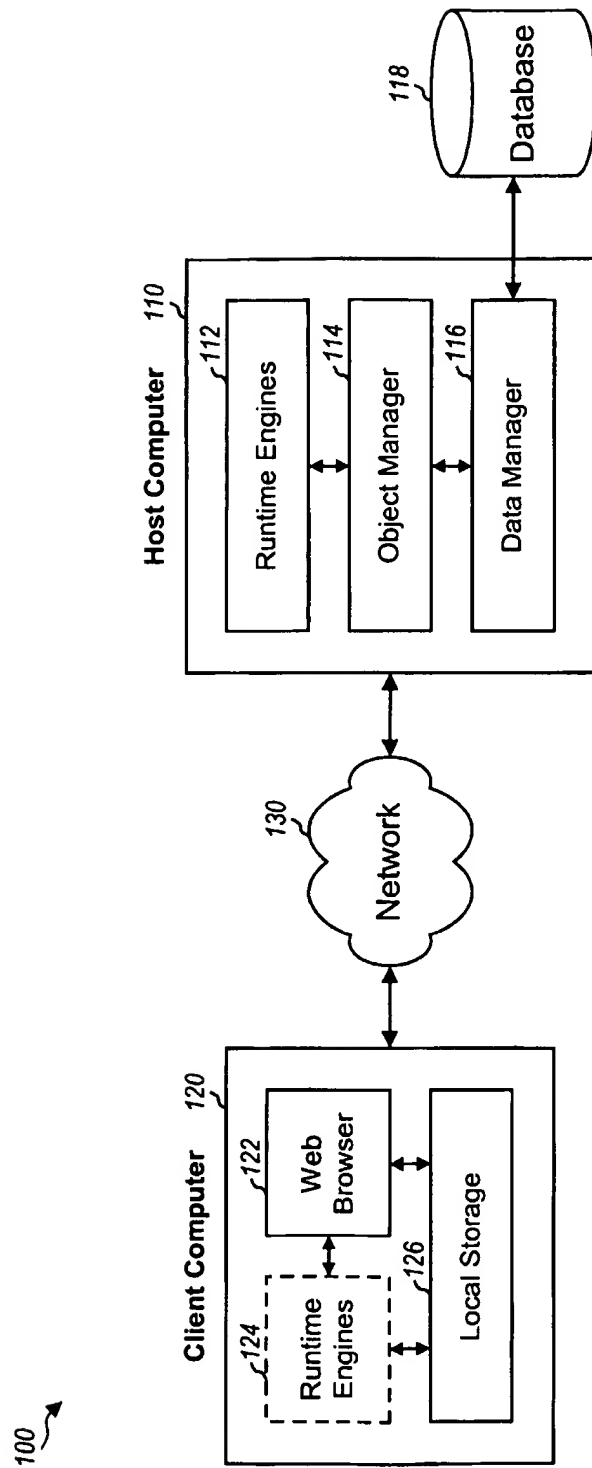 100
Client Computer
120
124
Runtime
Engines
122
Web
Browser
126
Local Storage
130
Network
Host Computer
110
112
Runtime Engines
114
Object Manager
116
Data Manager
118
Database